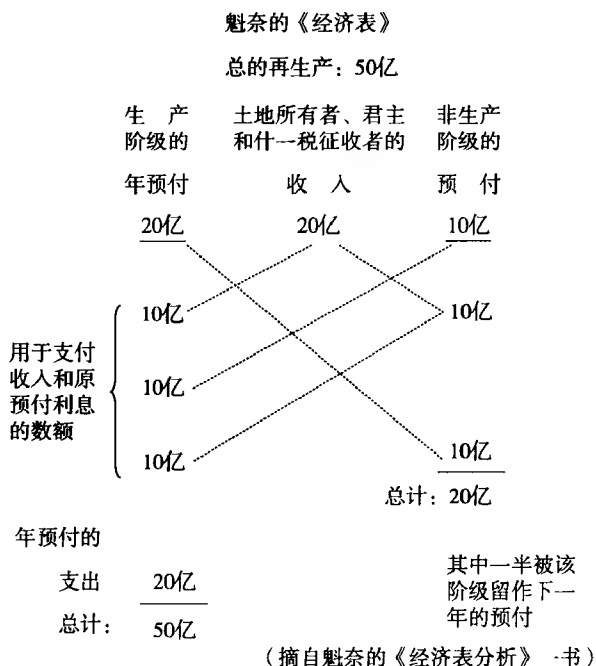 魁奈的《经济表》
总的再生产：50亿
生 产 土地所有者、君主 非生产
阶级的 和什一税征收者的 阶级的
年预付 收 入 预 付
20亿 20亿 10亿
10亿 10亿
用于支付
收入和原
预付利息
的数额
10亿
10亿 10亿
总计：20亿
年预付的
支出 20亿
总计： 50亿
其中一半被该
阶级留作下一
年的预付
（摘自魁奈的《经济表分析》一书）